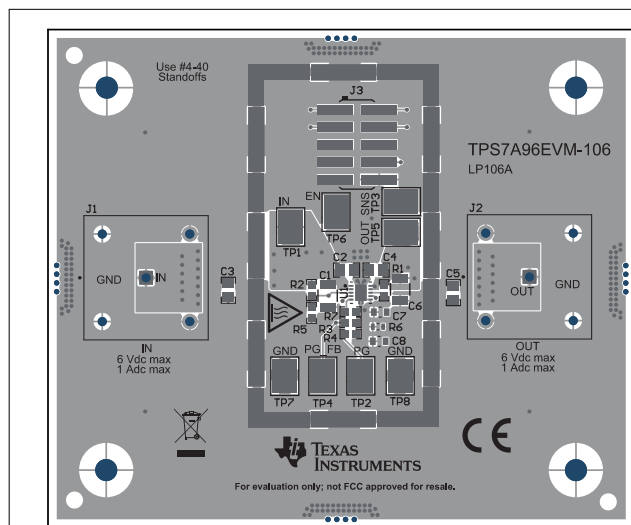 Use #4-40
Standoffs
J3
TPS7A96EVM-106
LP106A
IN
EN
OUT SNS
TP3
TP5
TP1
TP6
J1
J2
GND
IN
OUT
GND
C3
C2
C4
C5
R2
C1
R1
U1
C6
R5
R7
R3
R4
C7
R6
C8
IN
6 Vdc max
1 Adc max
OUT
6 Vdc max
1 Adc max
GND
PG_FB
PG
GND
TP7
TP4
TP2
TP8
TEXAS
INSTRUMENTS
CE
For evaluation only; not FCC approved for resale.